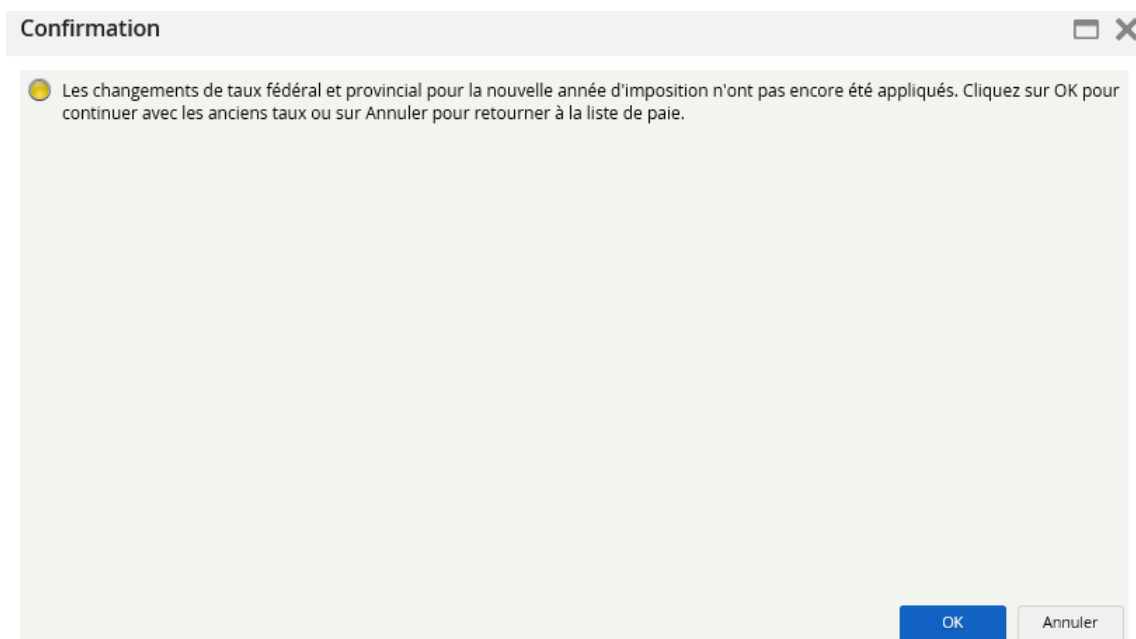 Confirmation
Les changements de taux fédéral et provincial pour la nouvelle année d'imposition n'ont pas encore été appliqués. Cliquez sur OK pour
continuer avec les anciens taux ou sur Annuler pour retourner à la liste de paie.
OK
Annuler